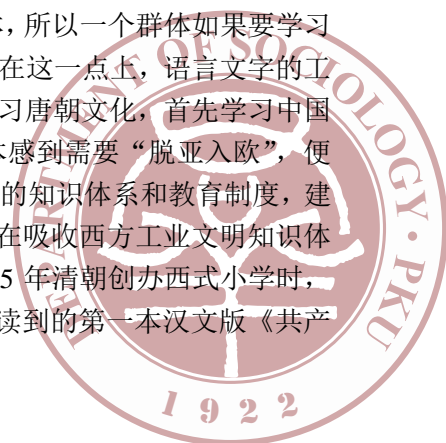 本，所以一个群体如果要学习
在这一点上，语言文字的工
习唐朝文化，首先学习中国
本感到需要“脱亚入欧”，便
的知识体系和教育制度，建
在吸收西方工业文明知识体
5 年清朝创办西式小学时，
读到的第一本汉文版《共产
DEPARTMENT OF SOCIOLOGY · PKU
1922